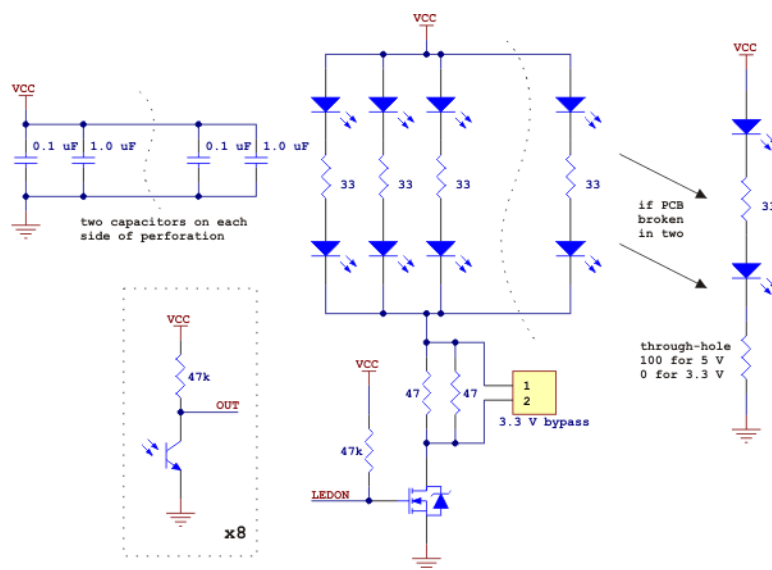 VCC
0.1 uF
1.0 uF
0.1 uF
1.0 uF
two capacitors on each
side of perforation
VCC
33
33
33
33
if PCB
broken
in two
VCC
through-hole
100 for 5 V
0 for 3.3 V
VCC
47k
OUT
x8
VCC
47k
LEDON
47
47
1
2
3.3 V bypass